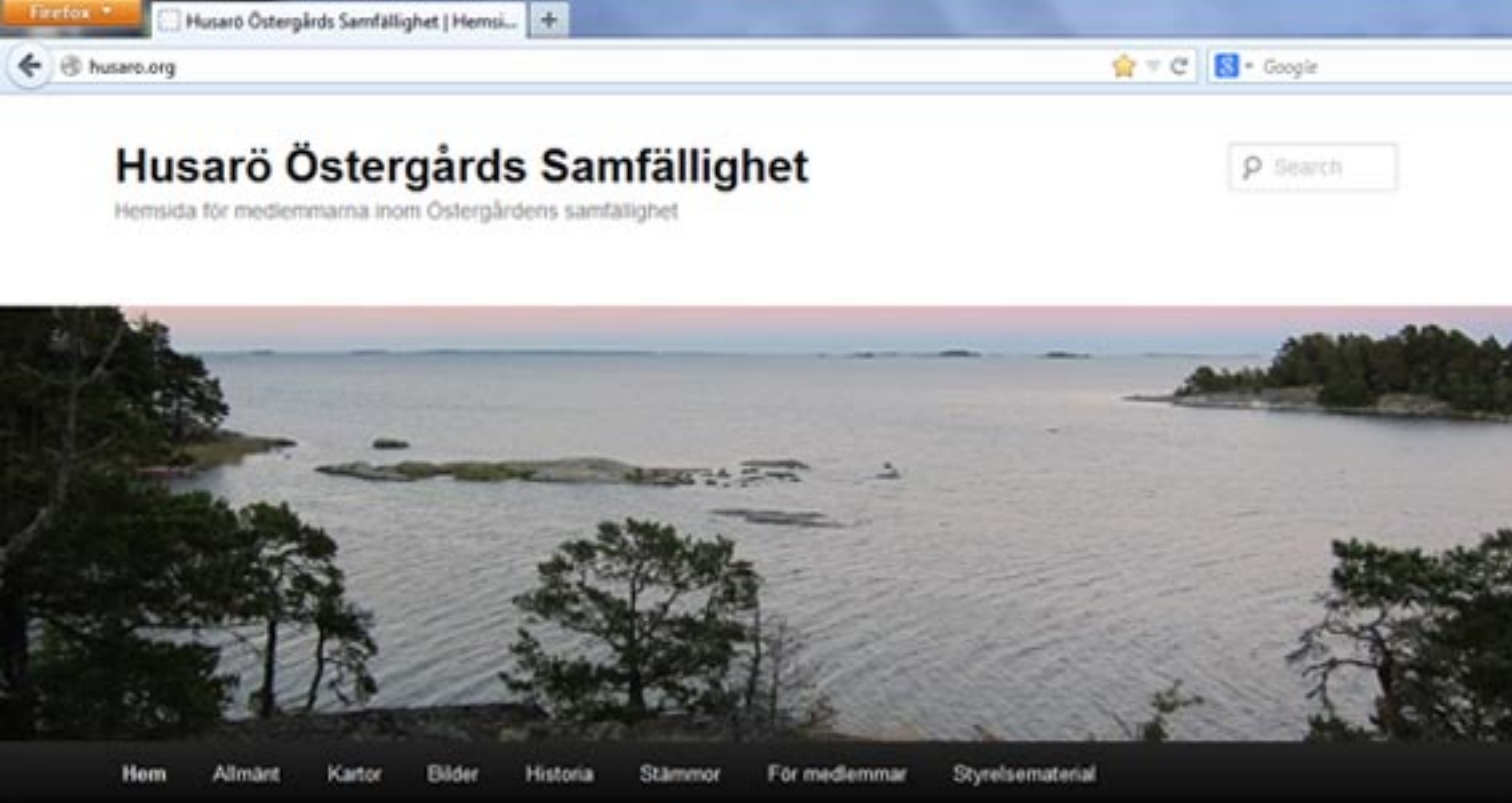 Firefox
Husarö Östergårds Samfällighet | Hemsi...
husaro.org
Google
Husarö Östergårds Samfällighet
Search
Hemsida för medlemmarna inom Östergårdens samfällighet
Hem Allmänt Kartor Bilder Historia Stämmor För medlemmar Styrelsematerial